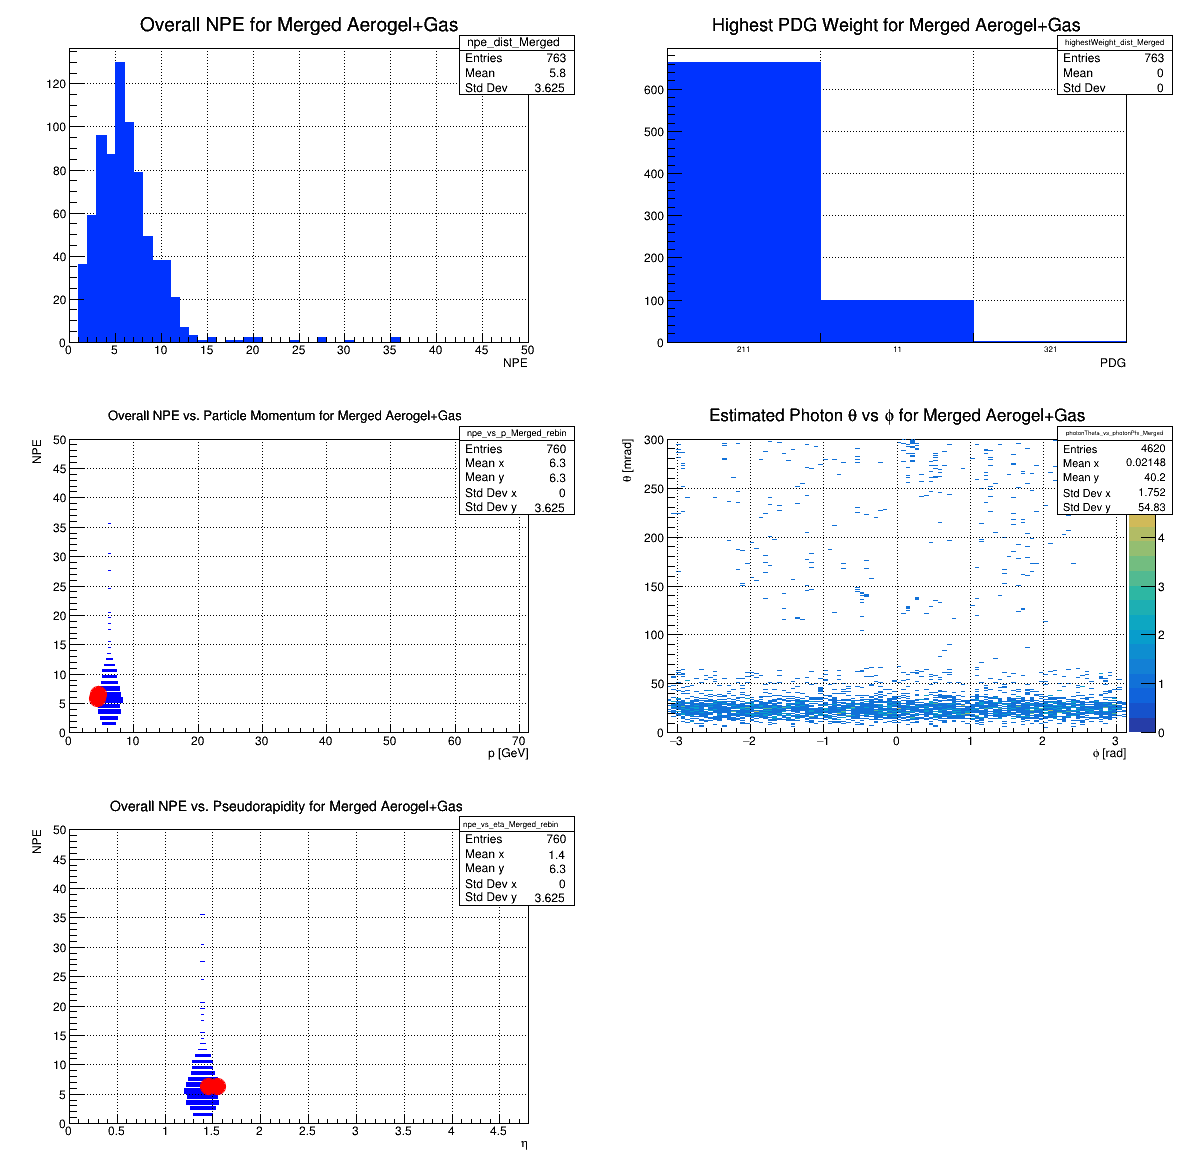 Overall NPE for Merged Aerogel+Gas
npe_dist_Merged
Entries 763
Mean 5.8
Std Dev 3.625
120
100
80
60
40
20
0
0 5 10 15 20 25 30 35 40 45 50
NPE
Highest PDG Weight for Merged Aerogel+Gas
highestWeight_dist_Merged
Entries 763
Mean 0
Std Dev 0
600
500
400
300
200
100
0
211 11 321
PDG
Overall NPE vs. Particle Momentum for Merged Aerogel+Gas
npe_vs_p_Merged_rebin
Entries 760
Mean x 6.3
Mean y 6.3
Std Dev x 0
Std Dev y 3.625
NPE
50
45
40
35
30
25
20
15
10
5
0
0 10 20 30 40 50 60 70
p [GeV]
Estimated Photon θ vs ϕ for Merged Aerogel+Gas
photonTheta_vs_photonPhi_Merged
Entries 4620
Mean x 0.02148
Mean y 40.2
Std Dev x 1.752
Std Dev y 54.83
θ [mrad]
300
250
200
150
100
50
0
−3 −2 −1 0 1 2 3
ϕ [rad]
4
3
2
1
0
Overall NPE vs. Pseudorapidity for Merged Aerogel+Gas
npe_vs_eta_Merged_rebin
Entries 760
Mean x 1.4
Mean y 6.3
Std Dev x 0
Std Dev y 3.625
NPE
50
45
40
35
30
25
20
15
10
5
0
0 0.5 1 1.5 2 2.5 3 3.5 4 4.5
η